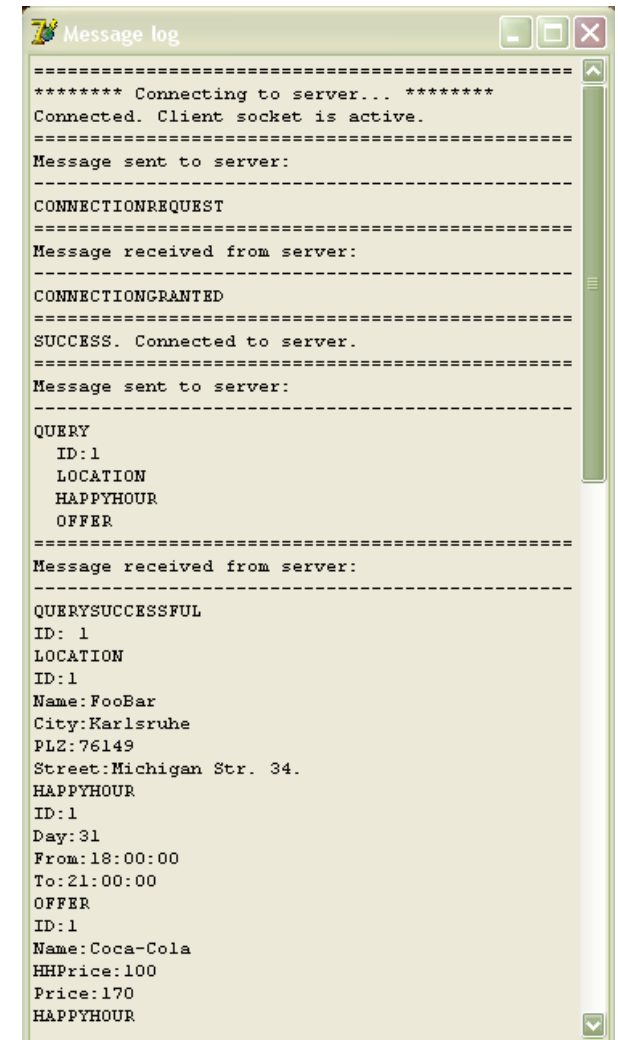 Message log
================================================
******** Connecting to server... ********
Connected. Client socket is active.
================================================
Message sent to server:
------------------------------------------------
CONNECTIONREQUEST
================================================
Message received from server:
------------------------------------------------
CONNECTIONGRANTED
================================================
SUCCESS. Connected to server.
================================================
Message sent to server:
------------------------------------------------
QUERY
  ID:1
  LOCATION
  HAPPYHOUR
  OFFER
================================================
Message received from server:
------------------------------------------------
QUERYSUCCESSFUL
ID: 1
LOCATION
ID:1
Name:FooBar
City:Karlsruhe
PLZ:76149
Street:Michigan Str. 34.
HAPPYHOUR
ID:1
Day:31
From:18:00:00
To:21:00:00
OFFER
ID:1
Name:Coca-Cola
HHPrice:100
Price:170
HAPPYHOUR